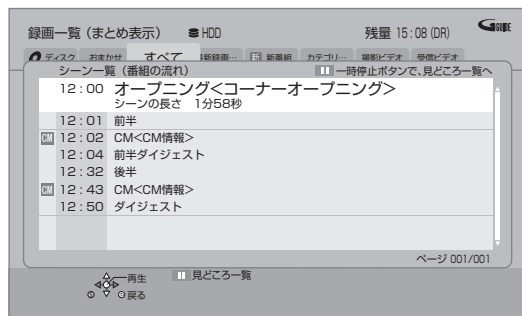 録画一覧 (まとめ表示) HDD 残量 15:08 (DR) G-GUIDE
ディスク おまかせ すべて 最新録画… 新番組 カテゴリ… 撮影ビデオ 受信ビデオ
シーン一覧 (番組の流れ) 一時停止ボタンで、見どころ一覧へ
12:00 オープニング<コーナーオープニング>
シーンの長さ 1分58秒
12:01 前半
CM 12:02 CM<CM情報>
12:04 前半ダイジェスト
12:32 後半
CM 12:43 CM<CM情報>
12:50 ダイジェスト
ページ 001/001
再生 見どころ一覧
戻る